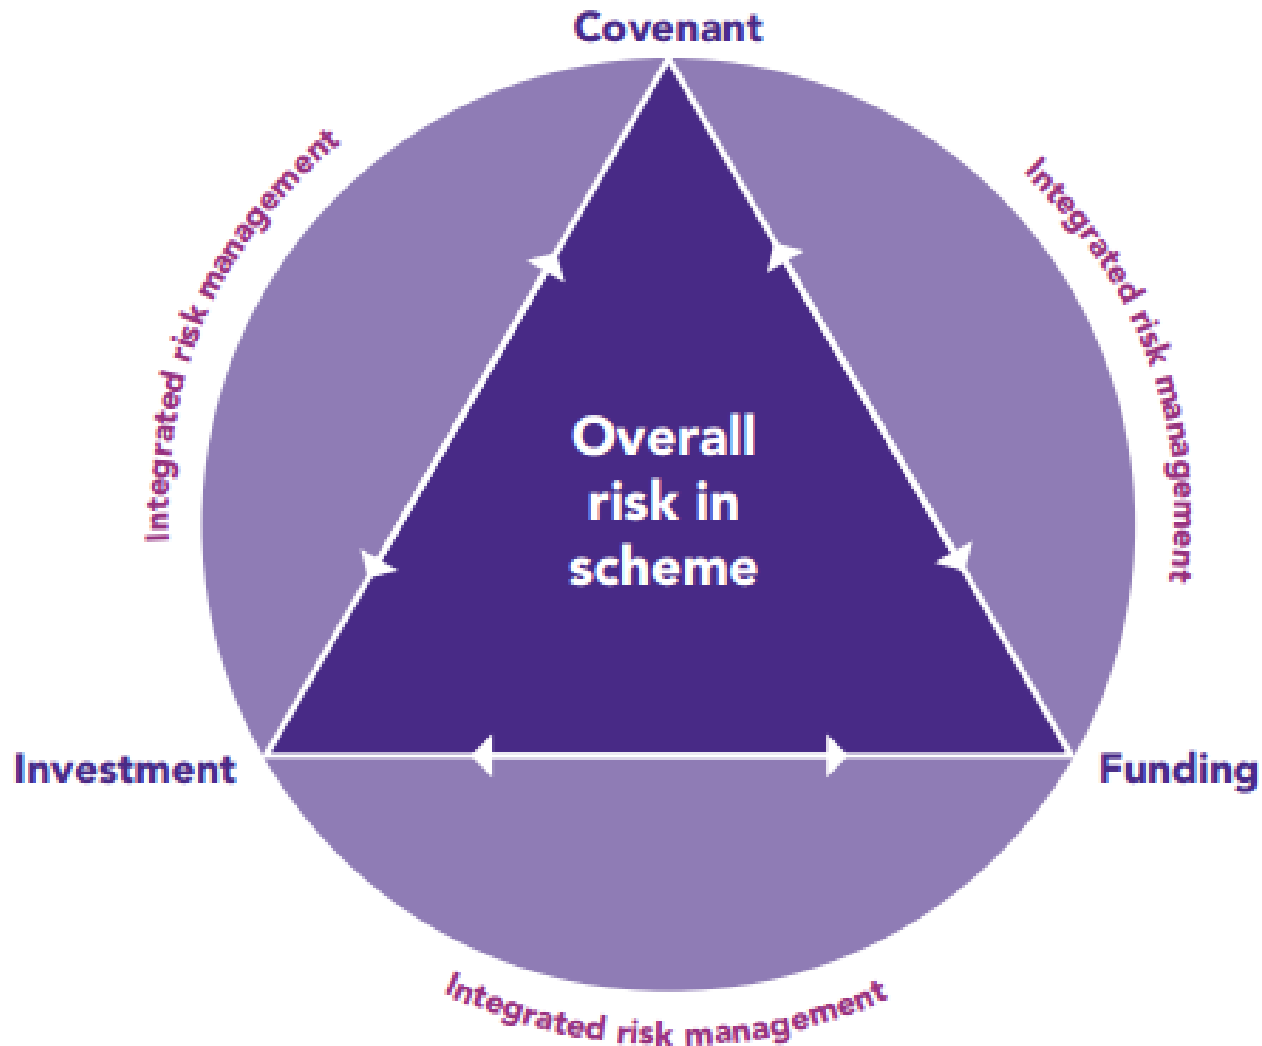 Covenant
Integrated risk management
Integrated risk management
Overall
risk in
scheme
Investment
Funding
Integrated risk management